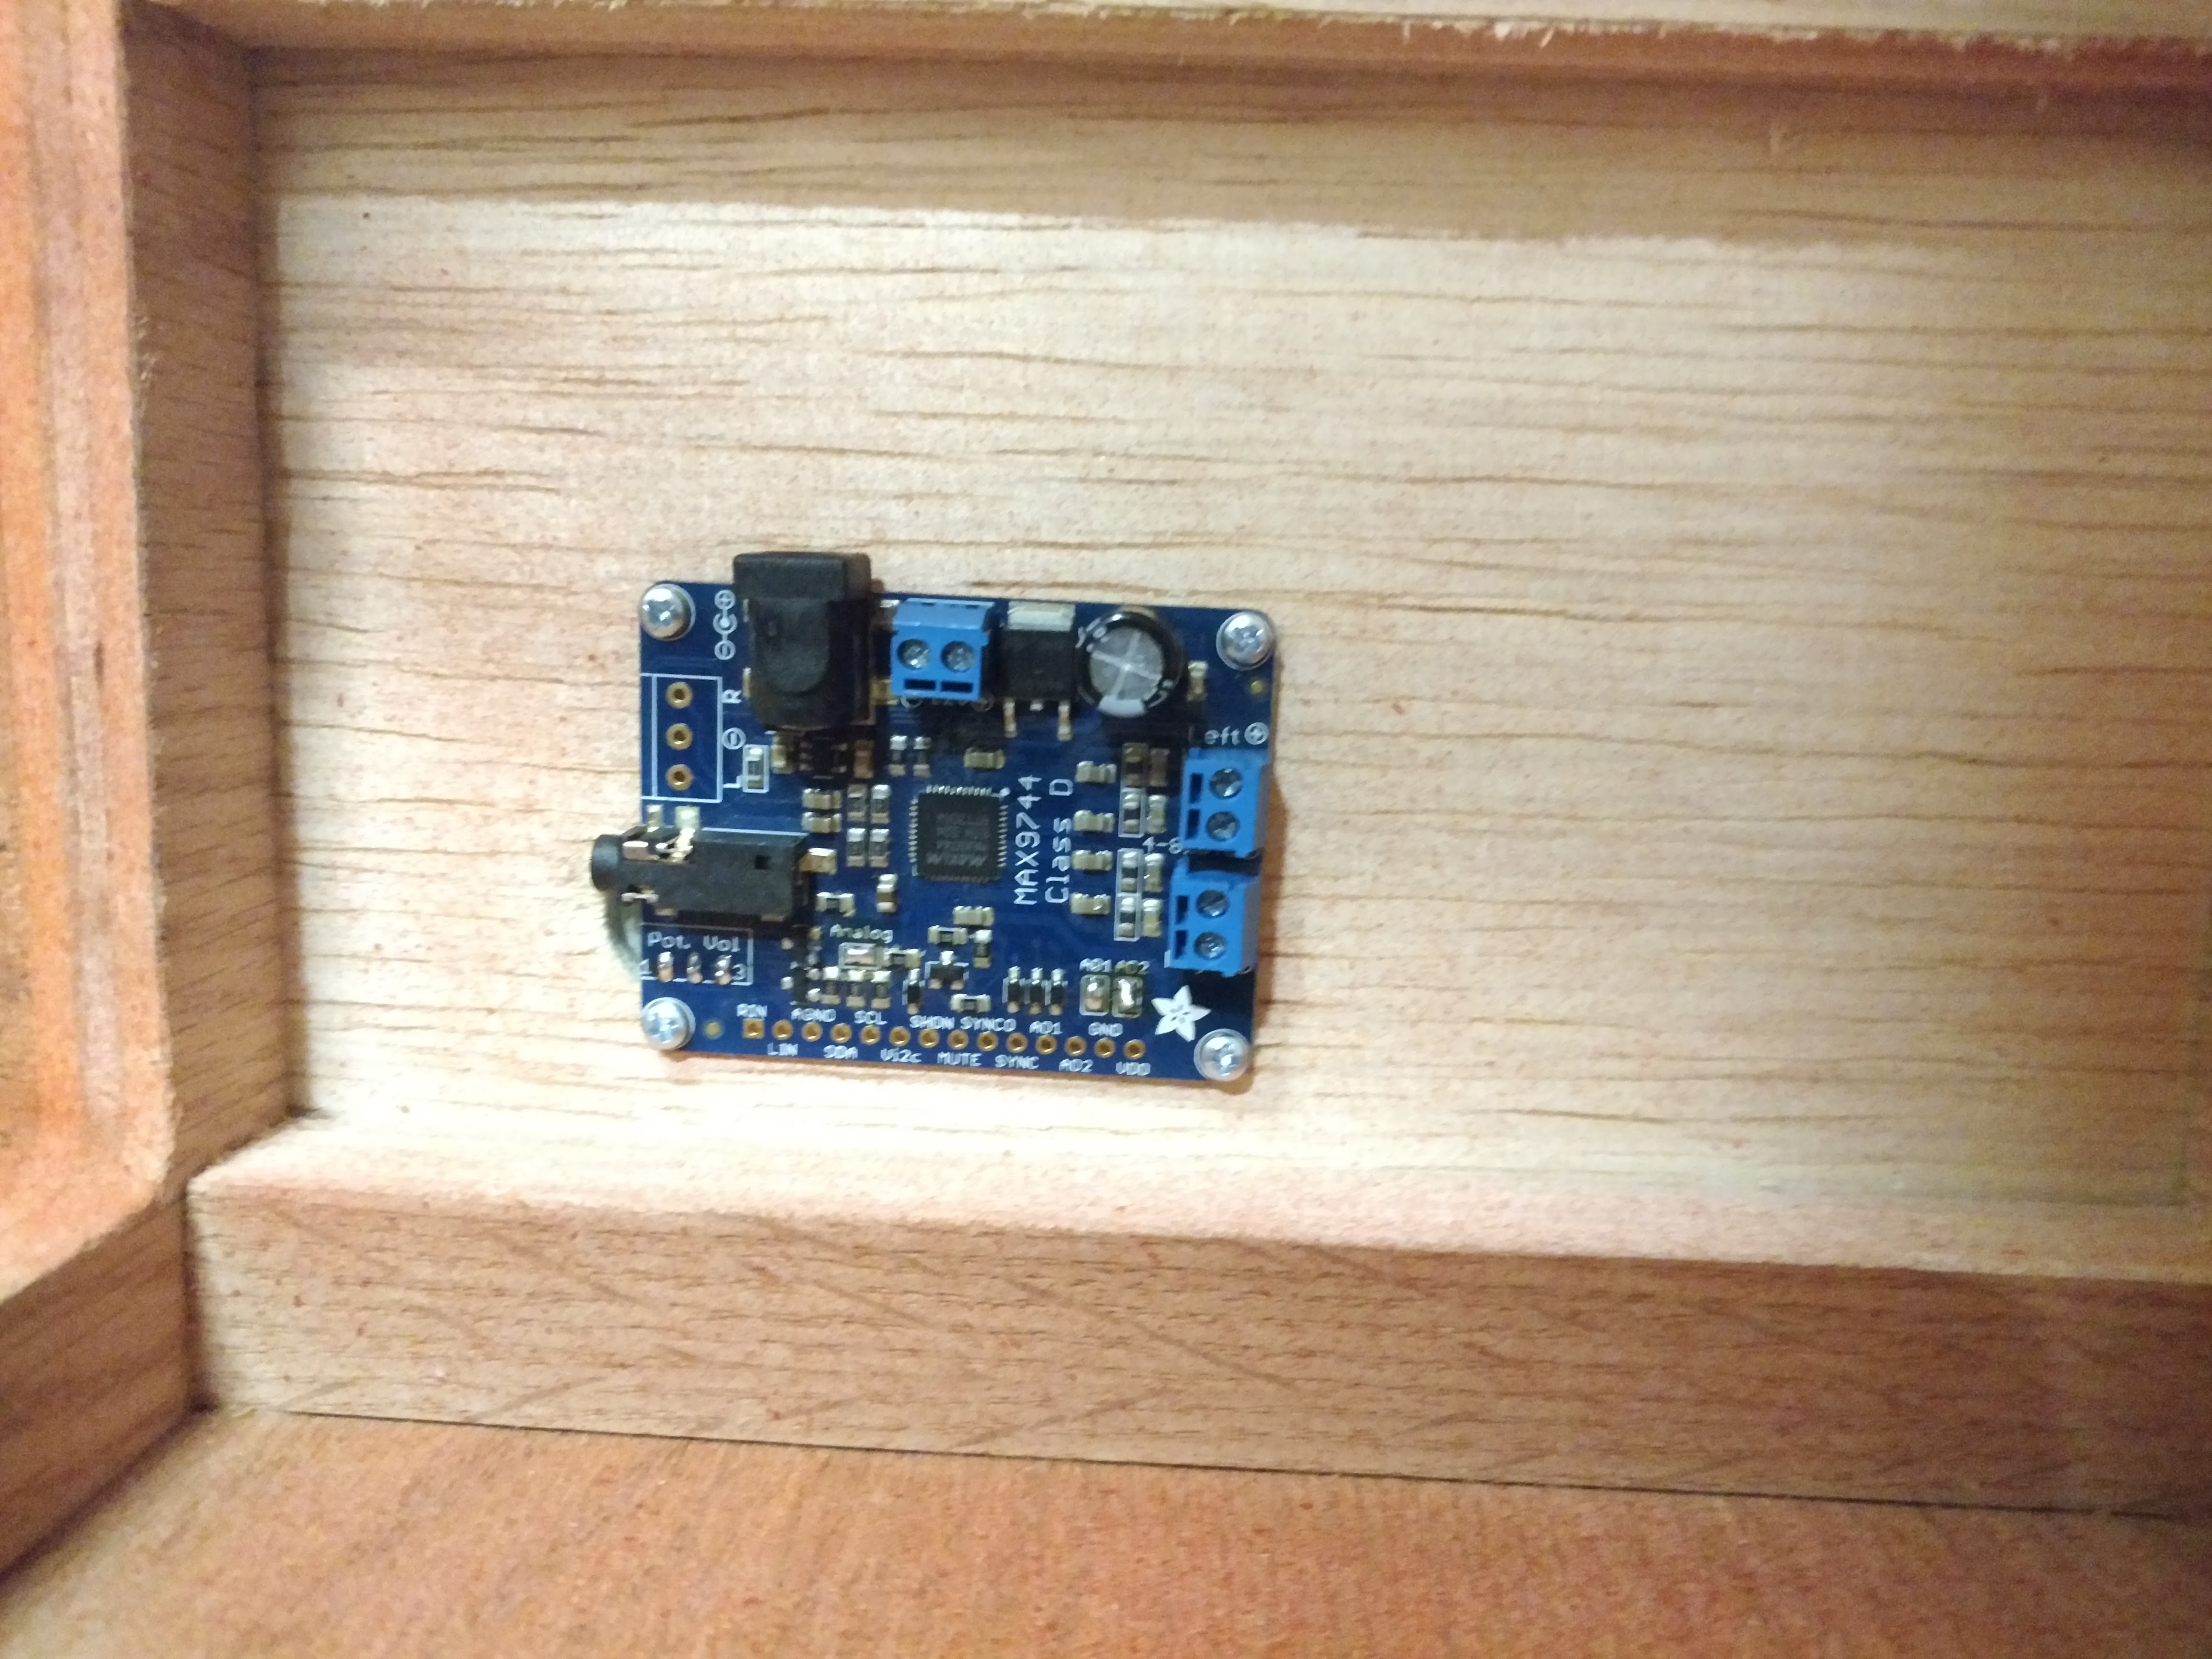 R
L
Left
MAX9744
Class D
4-8
Pot. Vol
1 3
Analog
AD1 AD2
RIN AGND SCL SHDN SYNCO AD1 GND
LIN SDA Vi2c MUTE SYNC AD2 VDD